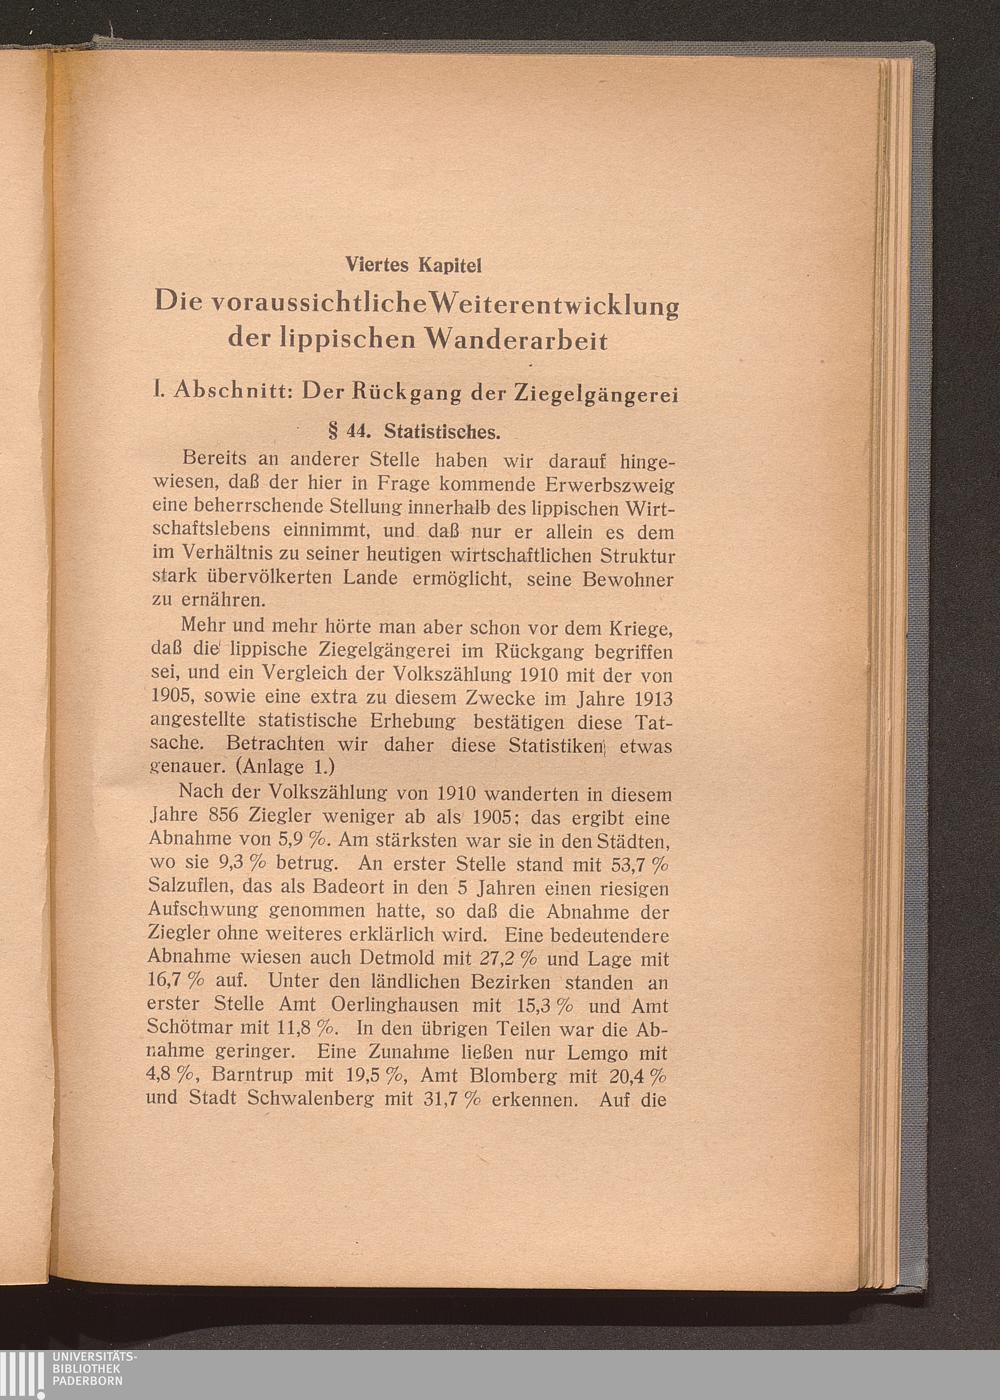 Viertes Kapitel
Die voraussichtliche Weiterentwicklung
der lippischen Wanderarbeit
I. Abschnitt: Der Rückgang der Ziegelgängerei
§ 44. Statistisches.
Bereits an anderer Stelle haben wir darauf hinge-
wiesen, daß der hier in Frage kommende Erwerbszweig
eine beherrschende Stellung innerhalb des lippischen Wirt-
schaftslebens einnimmt, und daß nur er allein es dem
im Verhältnis zu seiner heutigen wirtschaftlichen Struktur
stark übervölkerten Lande ermöglicht, seine Bewohner
zu ernähren.
Mehr und mehr hörte man aber schon vor dem Kriege,
daß die lippische Ziegelgängerei im Rückgang begriffen
sei, und ein Vergleich der Volkszählung 1910 mit der von
1905, sowie eine extra zu diesem Zwecke im Jahre 1913
angestellte statistische Erhebung bestätigen diese Tat-
sache. Betrachten wir daher diese Statistiken etwas
genauer. (Anlage 1.)
Nach der Volkszählung von 1910 wanderten in diesem
Jahre 856 Ziegler weniger ab als 1905; das ergibt eine
Abnahme von 5,9 %. Am stärksten war sie in den Städten,
wo sie 9,3 % betrug. An erster Stelle stand mit 53,7 %
Salzuflen, das als Badeort in den 5 Jahren einen riesigen
Aufschwung genommen hatte, so daß die Abnahme der
Ziegler ohne weiteres erklärlich wird. Eine bedeutendere
Abnahme wiesen auch Detmold mit 27,2 % und Lage mit
16,7 % auf. Unter den ländlichen Bezirken standen an
erster Stelle Amt Oerlinghausen mit 15,3 % und Amt
Schötmar mit 11,8 %. In den übrigen Teilen war die Ab-
nahme geringer. Eine Zunahme ließen nur Lemgo mit
4,8 %, Barntrup mit 19,5 %, Amt Blomberg mit 20,4 %
und Stadt Schwalenberg mit 31,7 % erkennen. Auf die
UNIVERSITÄTS-
BIBLIOTHEK
PADERBORN